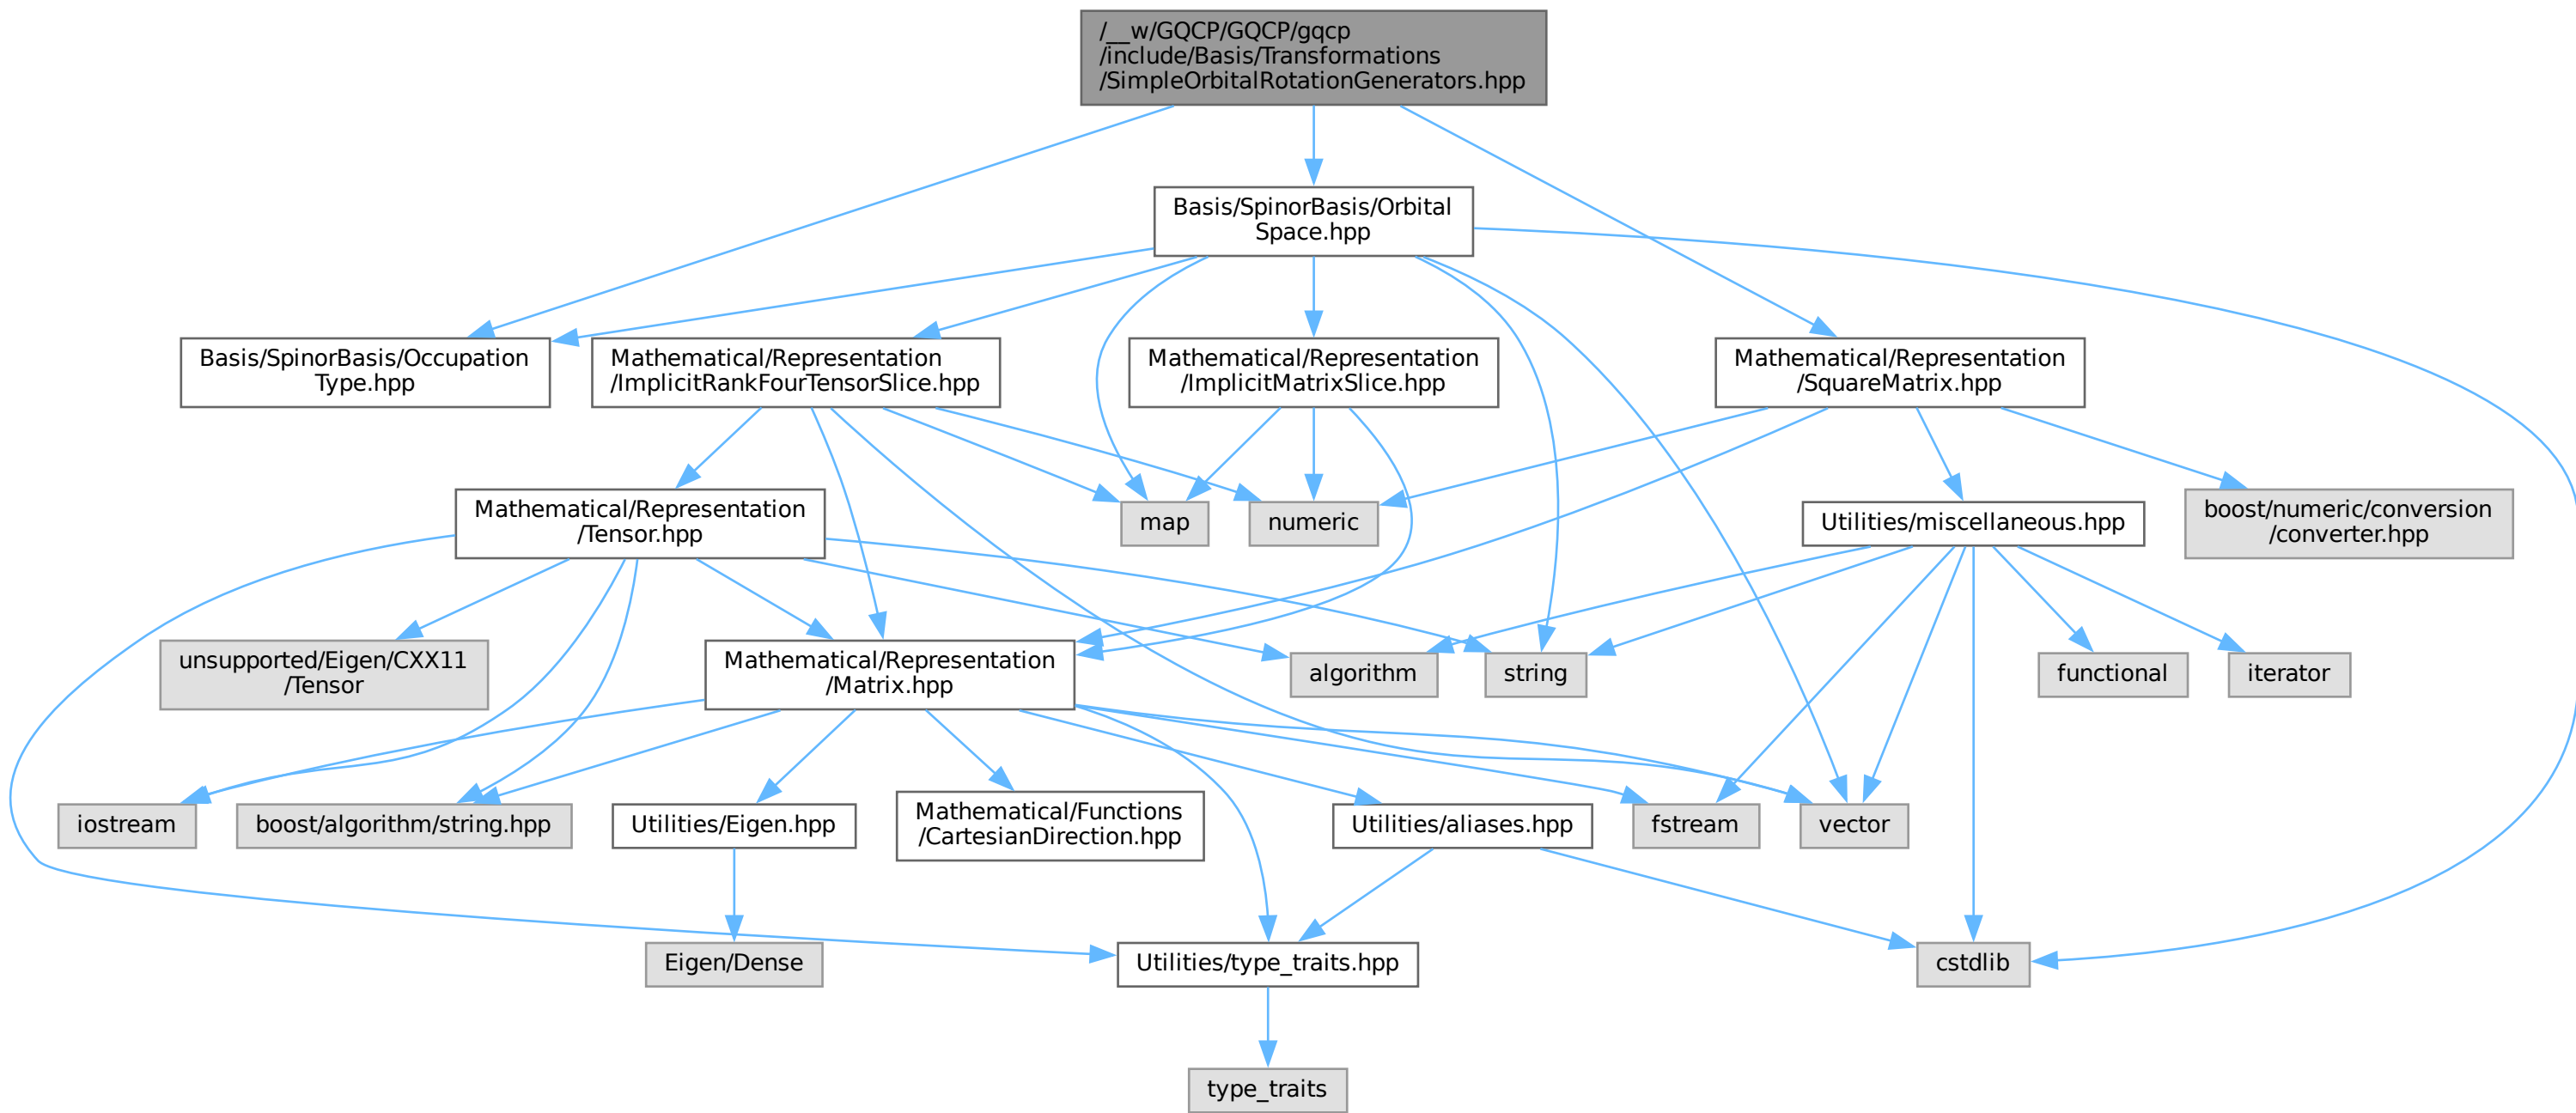 /__w/GQCP/GQCP/gqcp
/include/Basis/Transformations
/SimpleOrbitalRotationGenerators.hpp
Basis/SpinorBasis/Orbital
Space.hpp
Basis/SpinorBasis/Occupation
Type.hpp
Mathematical/Representation
/ImplicitRankFourTensorSlice.hpp
Mathematical/Representation
/ImplicitMatrixSlice.hpp
Mathematical/Representation
/SquareMatrix.hpp
Mathematical/Representation
/Tensor.hpp
map
numeric
Utilities/miscellaneous.hpp
boost/numeric/conversion
/converter.hpp
unsupported/Eigen/CXX11
/Tensor
Mathematical/Representation
/Matrix.hpp
algorithm
string
functional
iterator
iostream
boost/algorithm/string.hpp
Utilities/Eigen.hpp
Mathematical/Functions
/CartesianDirection.hpp
Utilities/aliases.hpp
fstream
vector
Eigen/Dense
Utilities/type_traits.hpp
cstdlib
type_traits